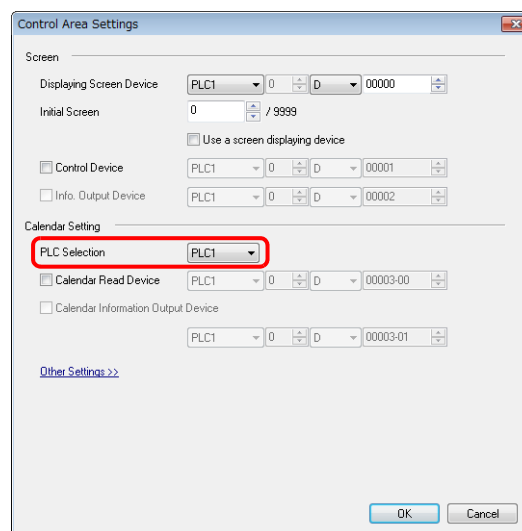 Control Area Settings
Screen
Displaying Screen Device PLC1 0 D 00000
Initial Screen 0 / 9999
Use a screen displaying device
Control Device PLC1 0 D 00001
Info. Output Device PLC1 0 D 00002
Calendar Setting
PLC Selection PLC1
Calendar Read Device PLC1 0 D 00003-00
Calendar Information Output Device
PLC1 0 D 00003-01
Other Settings >>
OK Cancel